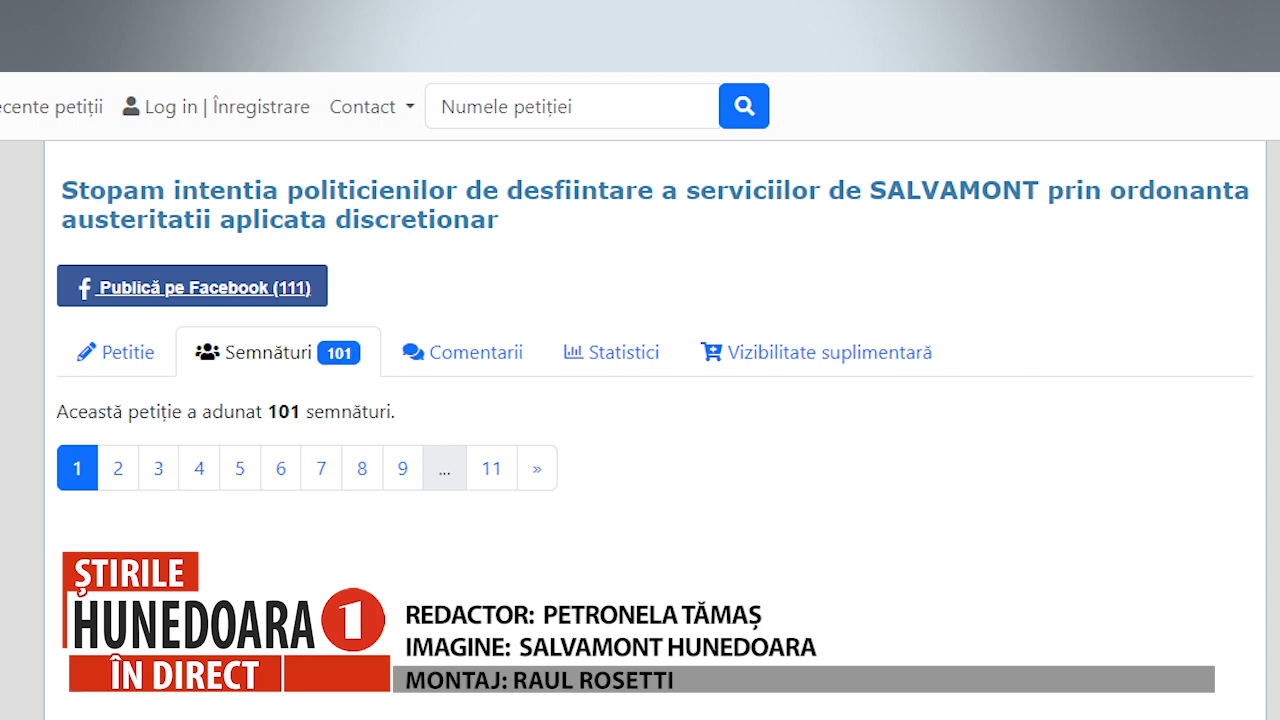 ecente petiții Log in | Înregistrare Contact Numele petiției
Stopam intentia politicienilor de desfiintare a serviciilor de SALVAMONT prin ordonanta
austeritatii aplicata discretionar
Publică pe Facebook (111)
Petitie Semnături 101 Comentarii Statistici Vizibilitate suplimentară
Această petiție a adunat 101 semnături.
1 2 3 4 5 6 7 8 9 ... 11 »
ȘTIRILE
HUNEDOARA 1
ÎN DIRECT
REDACTOR: PETRONELA TĂMAȘ
IMAGINE: SALVAMONT HUNEDOARA
MONTAJ: RAUL ROSETTI